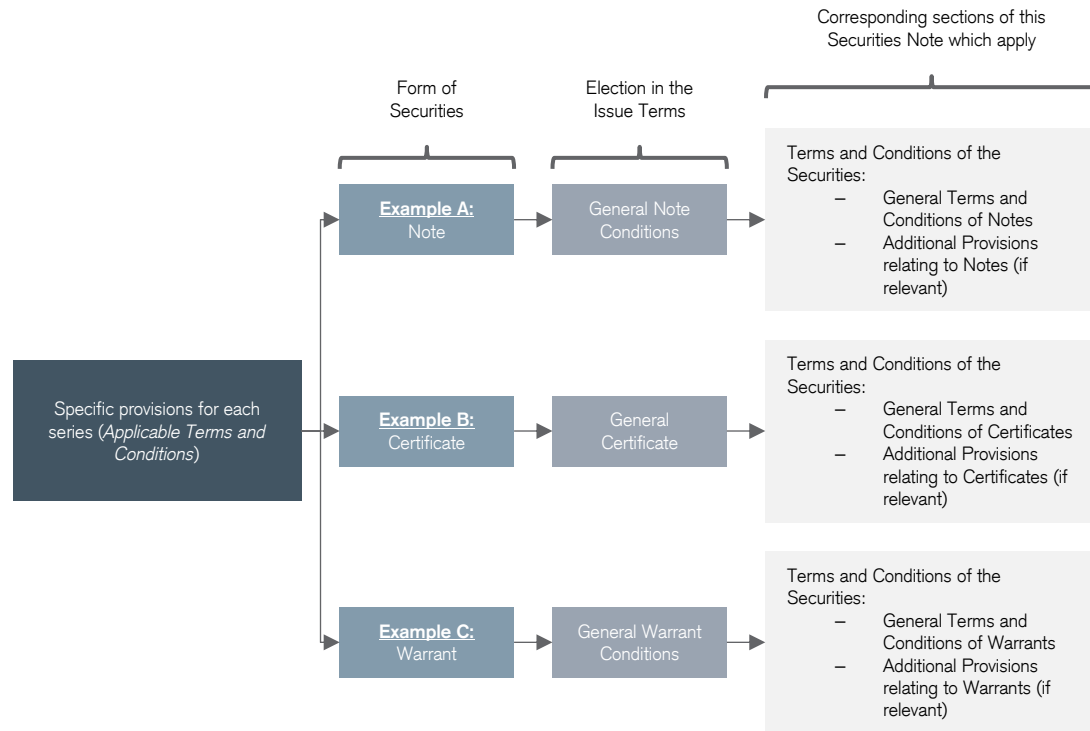 Corresponding sections of this
Securities Note which apply
Form of
Securities
Election in the
Issue Terms
Terms and Conditions of the
Securities:
– General Terms and
Conditions of Notes
– Additional Provisions
relating to Notes (if
relevant)
Example A:
Note
General Note
Conditions
Specific provisions for each
series (Applicable Terms and
Conditions)
Example B:
Certificate
General
Certificate
Terms and Conditions of the
Securities:
– General Terms and
Conditions of Certificates
– Additional Provisions
relating to Certificates (if
relevant)
Example C:
Warrant
General Warrant
Conditions
Terms and Conditions of the
Securities:
– General Terms and
Conditions of Warrants
– Additional Provisions
relating to Warrants (if
relevant)